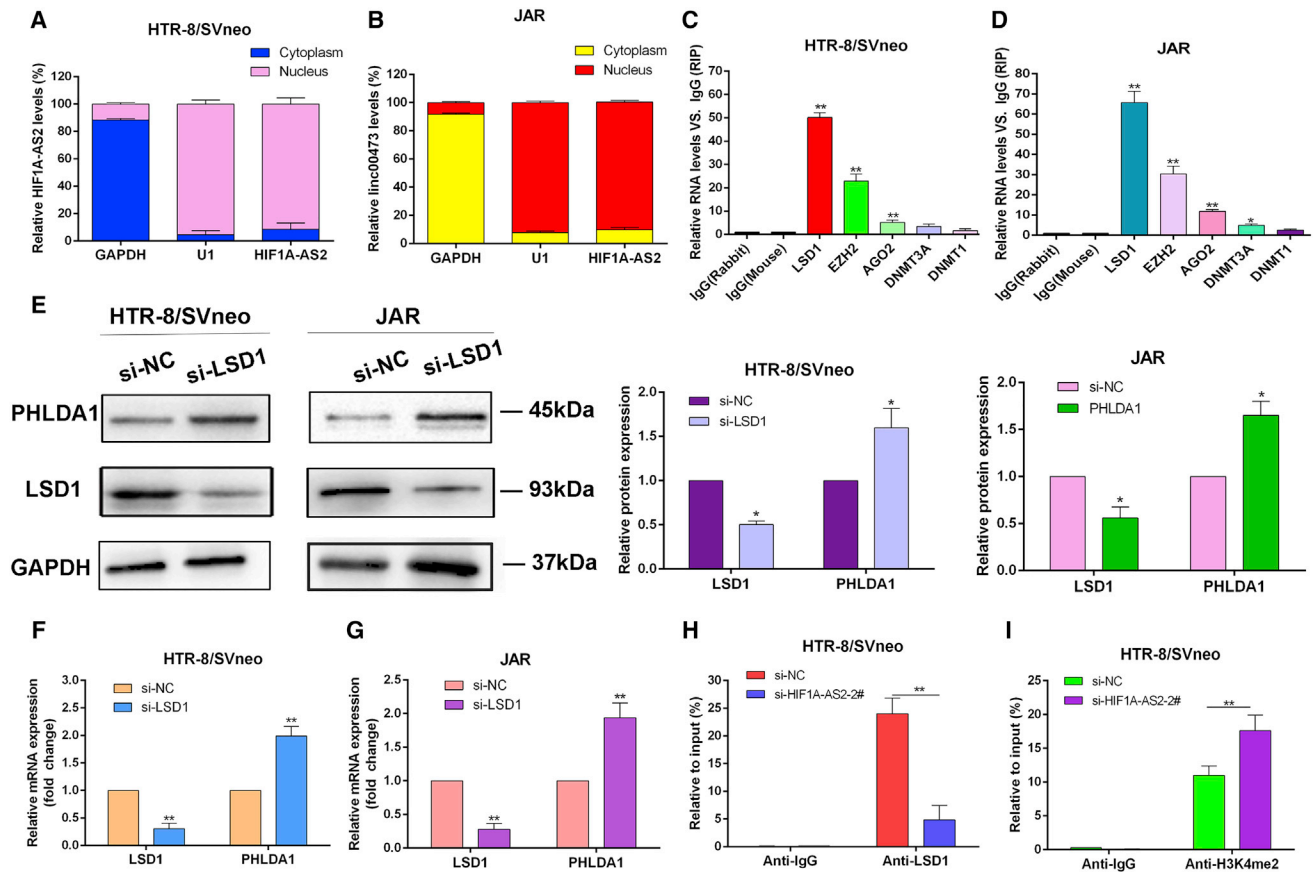 A
HTR-8/SVneo
Cytoplasm
Nucleus
Relative HIF1A-AS2 levels (%)
120
100
80
60
40
20
0
GAPDH U1 HIF1A-AS2
B
JAR
Cytoplasm
Nucleus
Relative linc00473 levels (%)
120
100
80
60
40
20
0
GAPDH U1 HIF1A-AS2
C
HTR-8/SVneo
Relative RNA levels VS. IgG (RIP)
70
60
50
40
30
20
10
0
** ** **
IgG(Rabbit) IgG(Mouse) LSD1 EZH2 AGO2 DNMT3A DNMT1
D
JAR
Relative RNA levels VS. IgG (RIP)
80
70
60
50
40
30
20
10
0
** ** ** *
IgG(Rabbit) IgG(Mouse) LSD1 EZH2 AGO2 DNMT3A DNMT1
E
HTR-8/SVneo JAR
si-NC si-LSD1 si-NC si-LSD1
PHLDA1 45kDa
LSD1 93kDa
GAPDH 37kDa
HTR-8/SVneo
si-NC
si-LSD1
Relative protein expression
2.0
1.5
1.0
0.5
0.0
* *
LSD1 PHLDA1
JAR
si-NC
PHLDA1
Relative protein expression
2.0
1.5
1.0
0.5
0.0
* *
LSD1 PHLDA1
F
HTR-8/SVneo
si-NC
si-LSD1
Relative mRNA expression
(fold change)
3.0
2.5
2.0
1.5
1.0
0.5
0.0
** **
LSD1 PHLDA1
G
JAR
si-NC
si-LSD1
Relative mRNA expression
(fold change)
2.5
2.0
1.5
1.0
0.5
0.0
** **
LSD1 PHLDA1
H
HTR-8/SVneo
si-NC
si-HIF1A-AS2-2#
Relative to input (%)
30
20
10
0
**
Anti-IgG Anti-LSD1
I
HTR-8/SVneo
si-NC
si-HIF1A-AS2-2#
Relative to input (%)
25
20
15
10
5
0
**
Anti-IgG Anti-H3K4me2